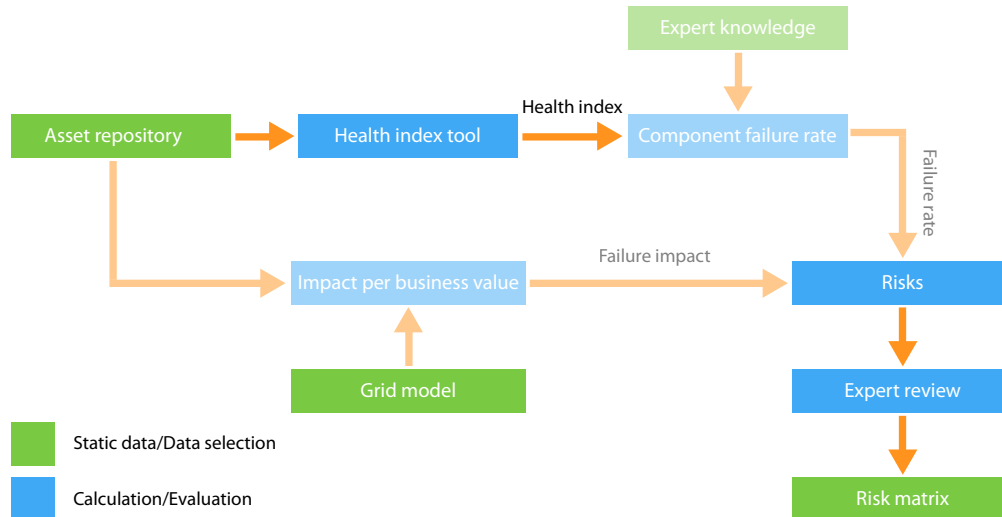 Expert knowledge
Health index
Asset repository
Health index tool
Component failure rate
Failure rate
Failure impact
Impact per business value
Risks
Grid model
Expert review
Static data/Data selection
Calculation/Evaluation
Risk matrix